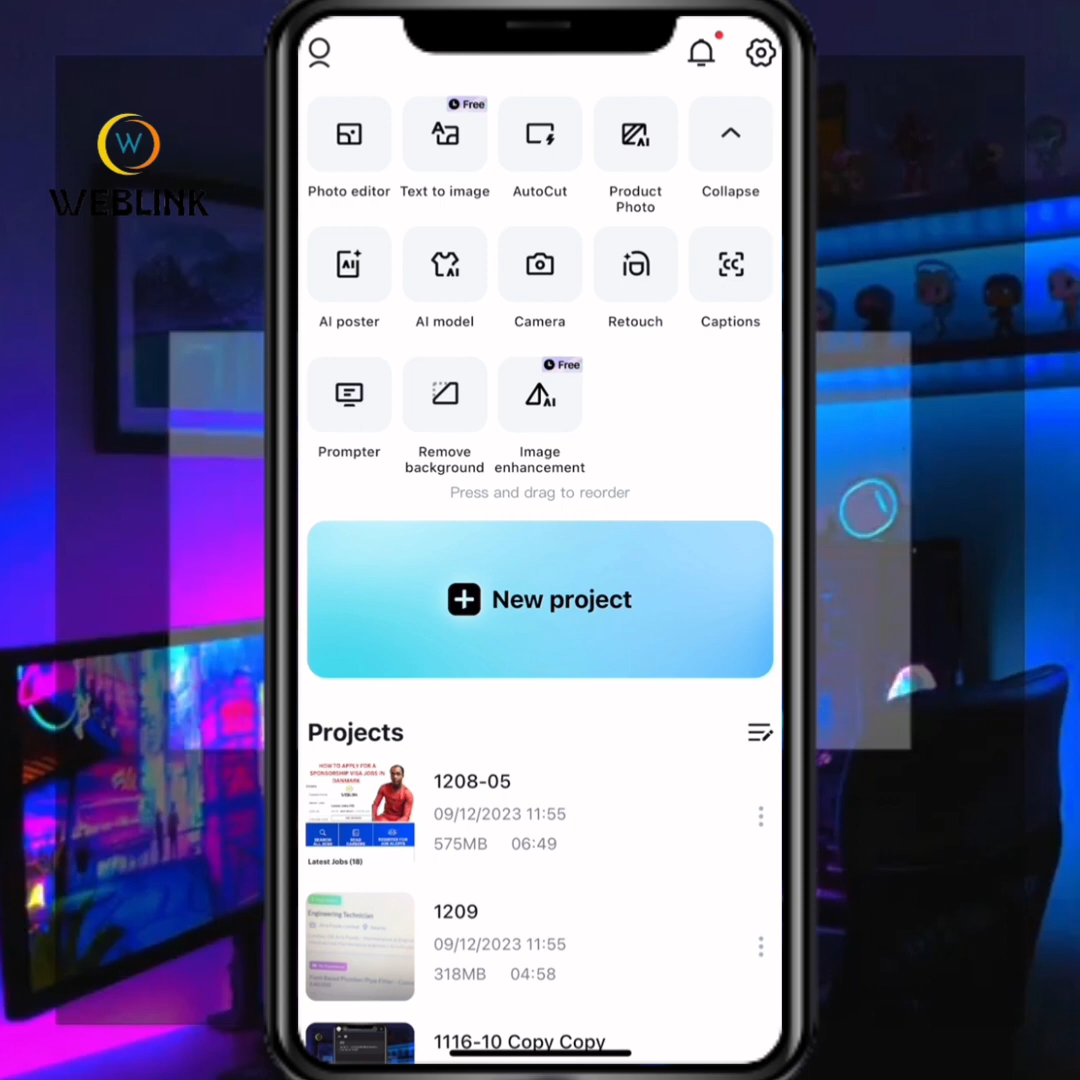 W
WEBLINK
Free
Photo editor
Text to image
AutoCut
Product
Photo
Collapse
AI poster
AI model
Camera
Retouch
Captions
Free
Prompter
Remove
background
Image
enhancement
Press and drag to reorder
New project
Projects
HOW TO APPLY FOR A
SPONSORSHIP VISA JOBS IN
DANMARK
Latest Jobs (18)
1208-05
09/12/2023 11:55
575MB 06:49
Engineering Technician
1209
09/12/2023 11:55
318MB 04:58
1116-10 Copy Copy